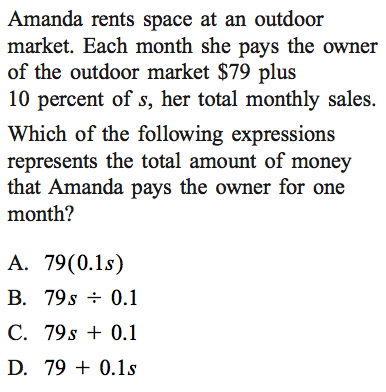 Amanda rents space at an outdoor
market. Each month she pays the owner
of the outdoor market $79 plus
10 percent of s, her total monthly sales.
Which of the following expressions
represents the total amount of money
that Amanda pays the owner for one
month?
A. 79(0.1s)
B. 79s ÷ 0.1
C. 79s + 0.1
D. 79 + 0.1s